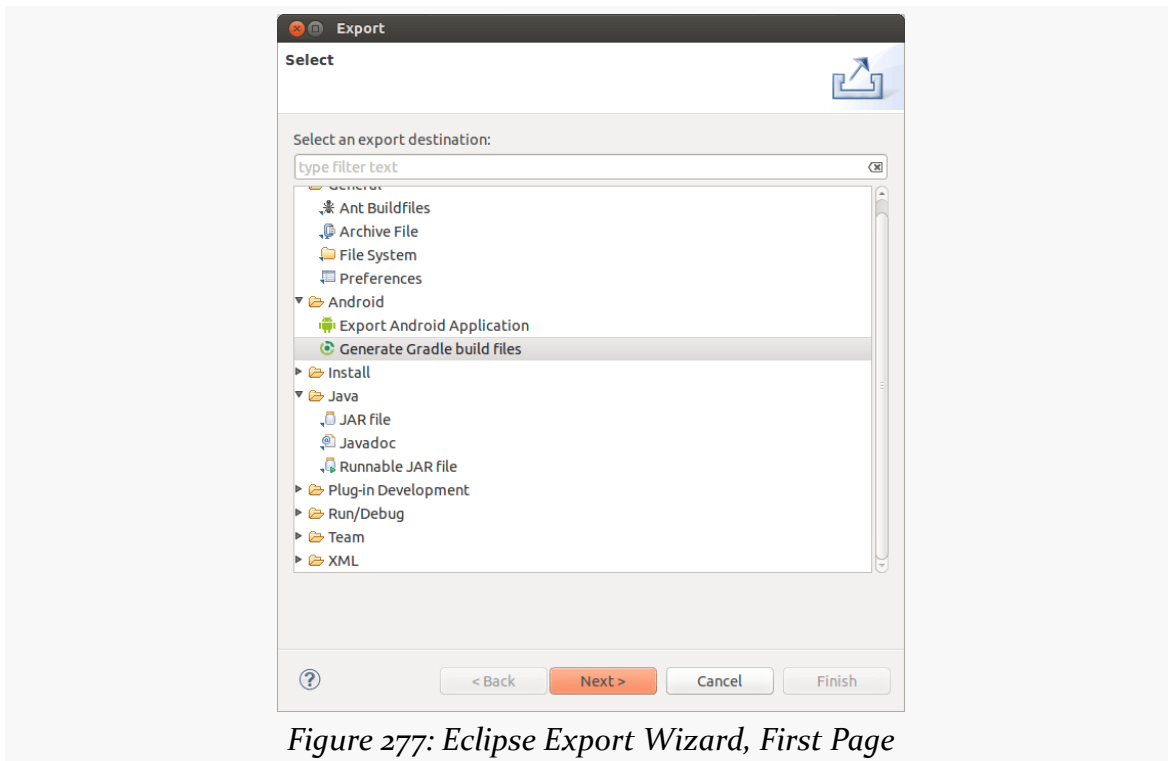 Export
Select
Select an export destination:
type filter text
General
Ant Buildfiles
Archive File
File System
Preferences
Android
Export Android Application
Generate Gradle build files
Install
Java
JAR file
Javadoc
Runnable JAR file
Plug-in Development
Run/Debug
Team
XML
< Back Next > Cancel Finish
Figure 277: Eclipse Export Wizard, First Page